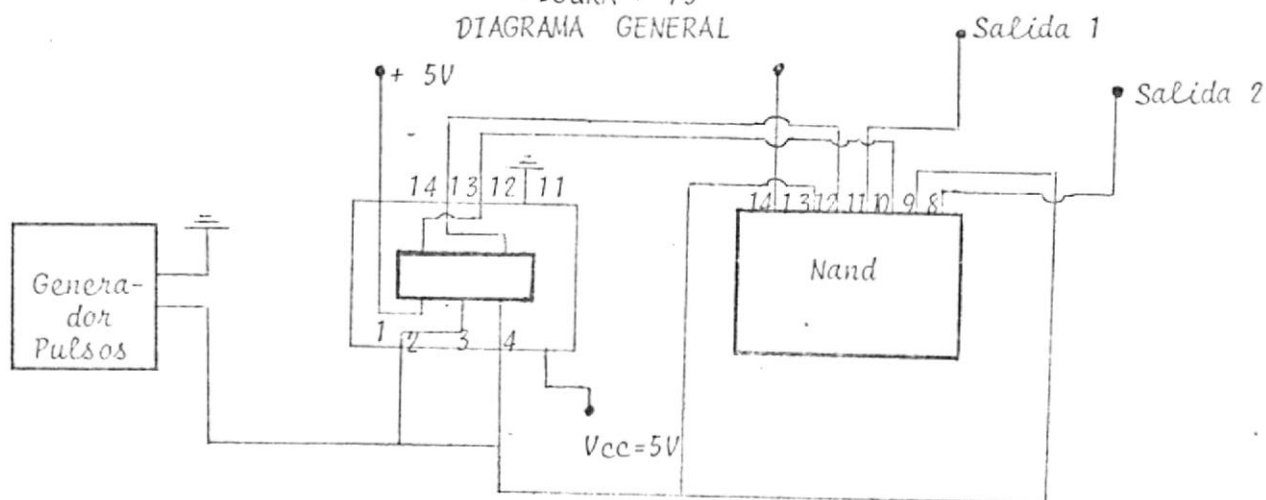 DIAGRAMA GENERAL
Salida 1
+ 5V
Salida 2
14 13 12 11
14 13 12 11 10 9 8
Genera-
dor
Pulsos
Nand
1 2 3 4
Vcc=5V